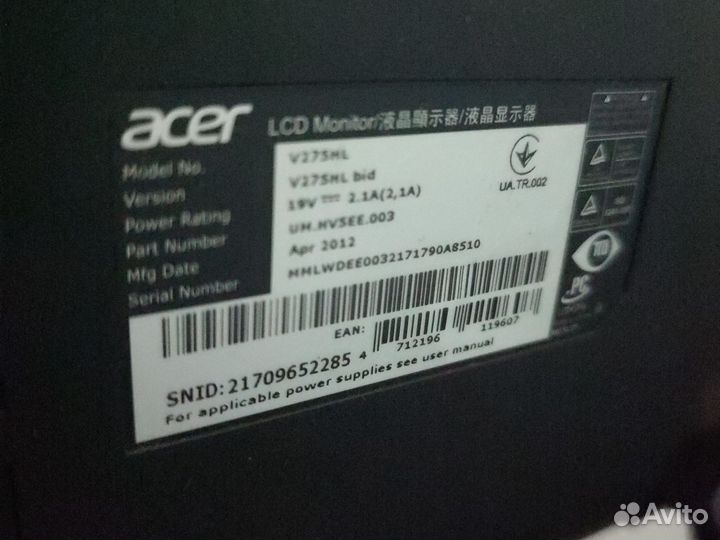 acer LCD Monitor/液晶顯示器/液晶显示器
Model No. V275HL
Version V275HL bid
Power Rating 19V 2.1A(2,1A)
Part Number UM.HV5EE.003
Mfg Date Apr 2012
Serial Number MMLWDEE0032171790A8510
UA.TR.002
EAN:
4 712196 119607
SNID:21709652285
For applicable power supplies see user manual
Avito